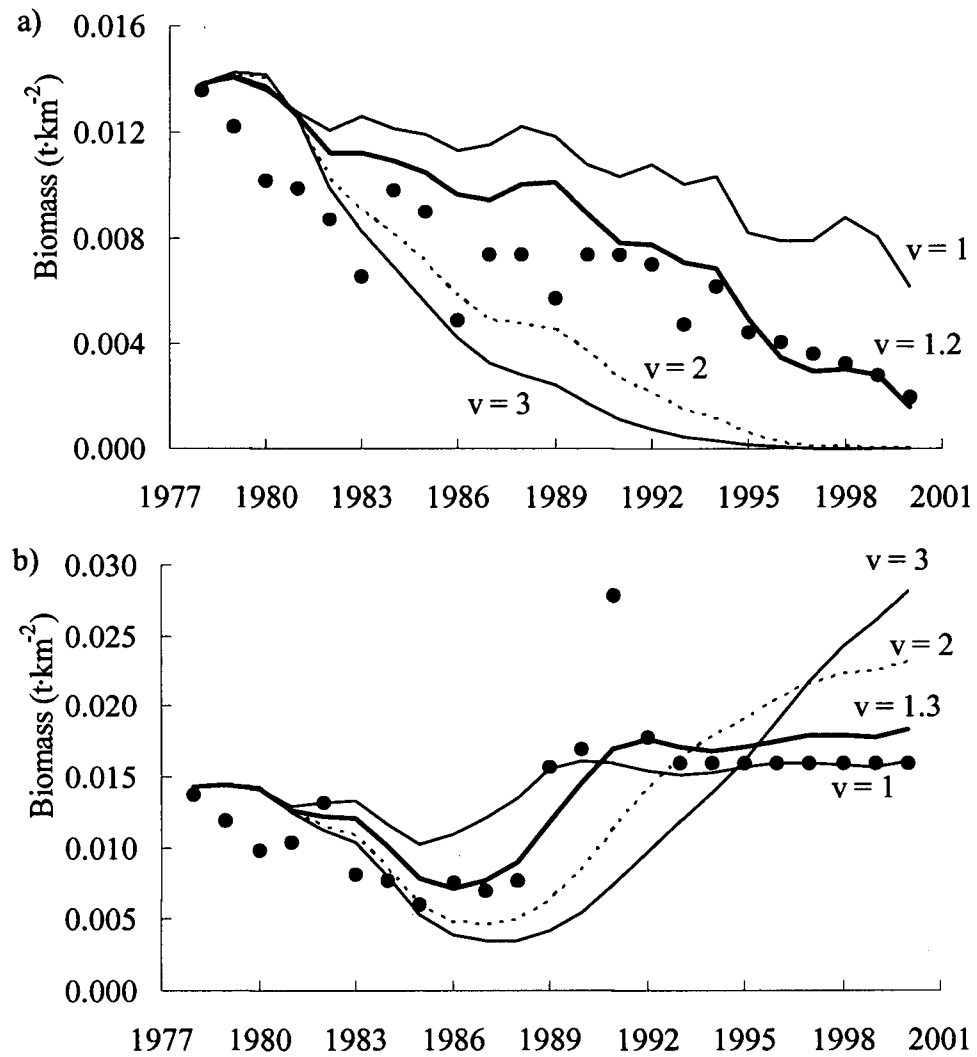 a)
Biomass (t·km⁻²)
0.016
0.012
0.008
0.004
0.000
v = 1
v = 1.2
v = 2
v = 3
1977 1980 1983 1986 1989 1992 1995 1998 2001
b)
Biomass (t·km⁻²)
0.030
0.025
0.020
0.015
0.010
0.005
0.000
v = 3
v = 2
v = 1.3
v = 1
1977 1980 1983 1986 1989 1992 1995 1998 2001